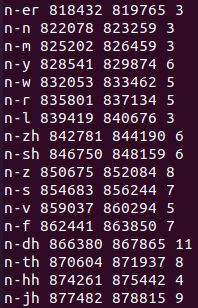 n-er 818432 819765 3
n-n 822078 823259 3
n-m 825202 826459 3
n-y 828541 829874 6
n-w 832053 833462 5
n-r 835801 837134 5
n-l 839419 840676 3
n-zh 842781 844190 6
n-sh 846750 848159 6
n-z 850675 852084 8
n-s 854683 856244 7
n-v 859037 860294 5
n-f 862441 863850 7
n-dh 866380 867865 11
n-th 870604 871937 8
n-hh 874261 875442 4
n-jh 877482 878815 9